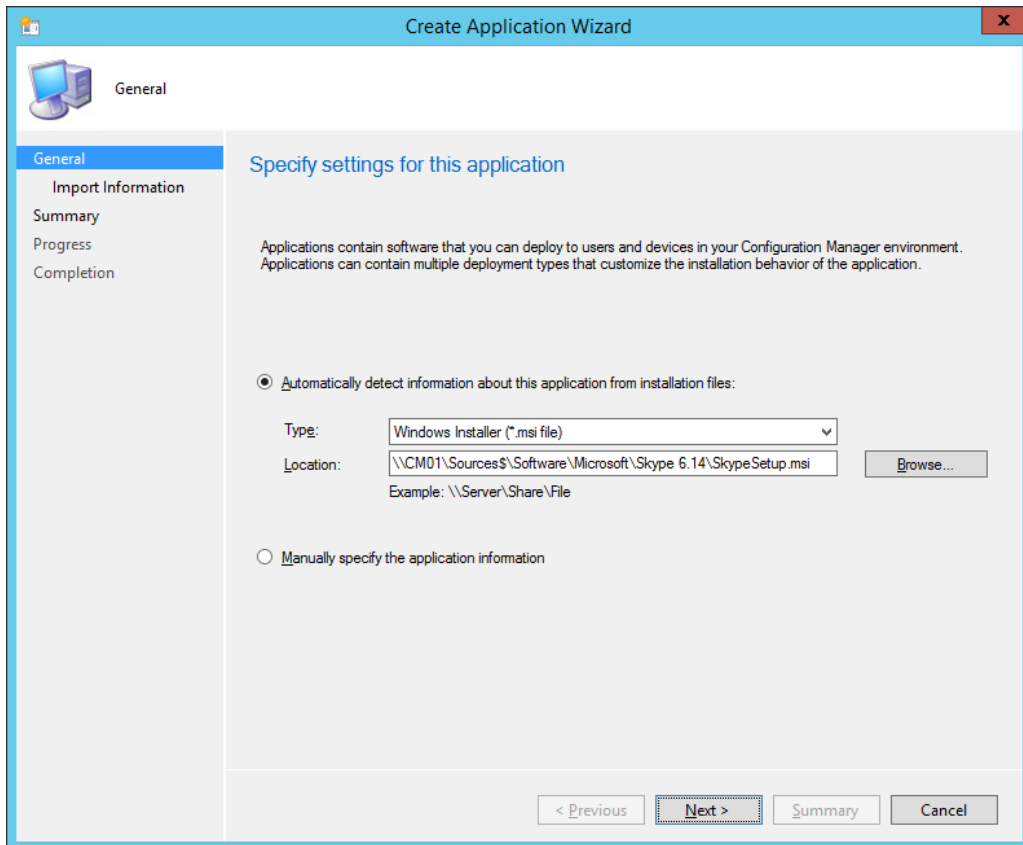 Create Application Wizard
x
General
General
Import Information
Summary
Progress
Completion
Specify settings for this application
Applications contain software that you can deploy to users and devices in your Configuration Manager environment.
Applications can contain multiple deployment types that customize the installation behavior of the application.
Automatically detect information about this application from installation files:
Type: Windows Installer (*.msi file)
Location: \\CM01\Sources$\Software\Microsoft\Skype 6.14\SkypeSetup.msi Browse...
Example: \\Server\Share\File
Manually specify the application information
< Previous Next > Summary Cancel